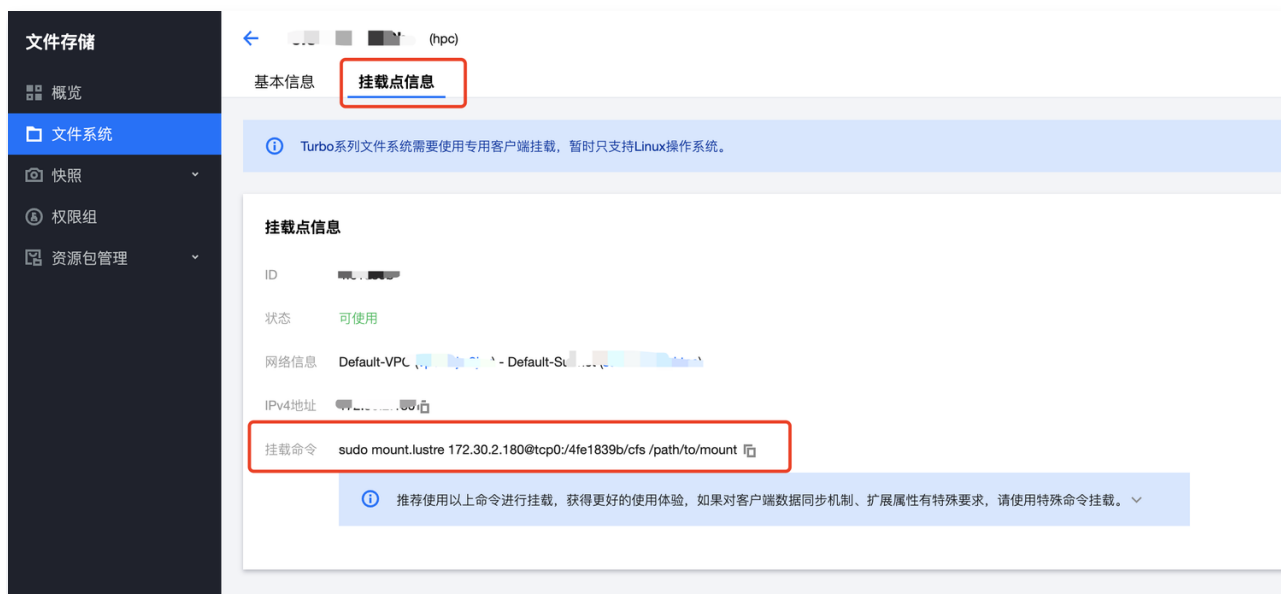 文件存储
概览
文件系统
快照
权限组
资源包管理
(hpc)
基本信息 挂载点信息
Turbo系列文件系统需要使用专用客户端挂载，暂时只支持Linux操作系统。
挂载点信息
ID
状态 可使用
网络信息 Default-VPC - Default-Su
IPv4地址
挂载命令 sudo mount.lustre 172.30.2.180@tcp0:/4fe1839b/cfs /path/to/mount
推荐使用以上命令进行挂载，获得更好的使用体验，如果对客户端数据同步机制、扩展属性有特殊要求，请使用特殊命令挂载。